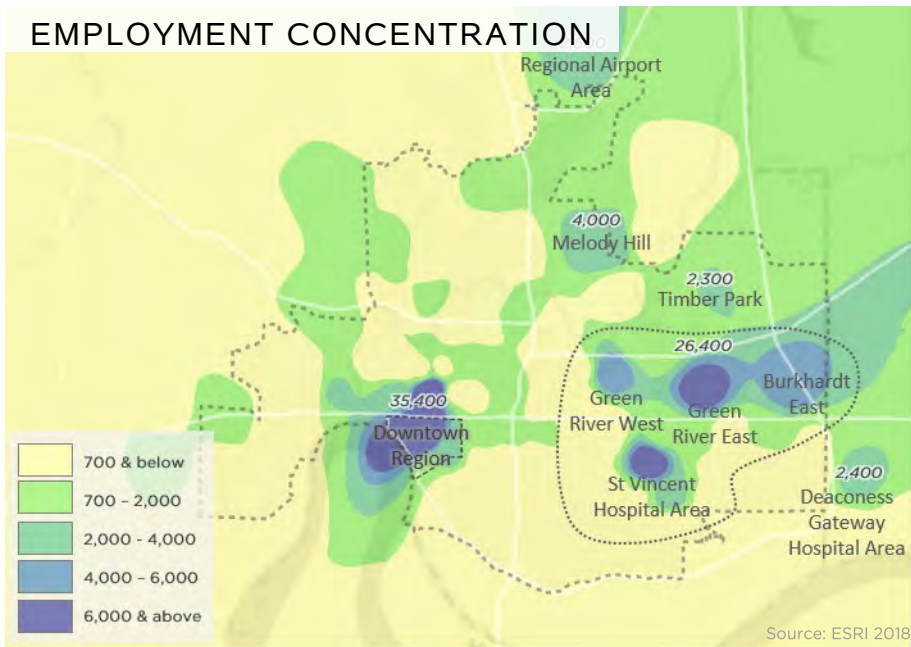 EMPLOYMENT CONCENTRATION
Regional Airport
Area
4,000
Melody Hill
2,300
Timber Park
26,400
Green
River West
Green
River East
Burkhardt
East
35,400
Downtown
Region
St Vincent
Hospital Area
2,400
Deaconess
Gateway
Hospital Area
700 & below
700 - 2,000
2,000 - 4,000
4,000 - 6,000
6,000 & above
Source: ESRI 2018